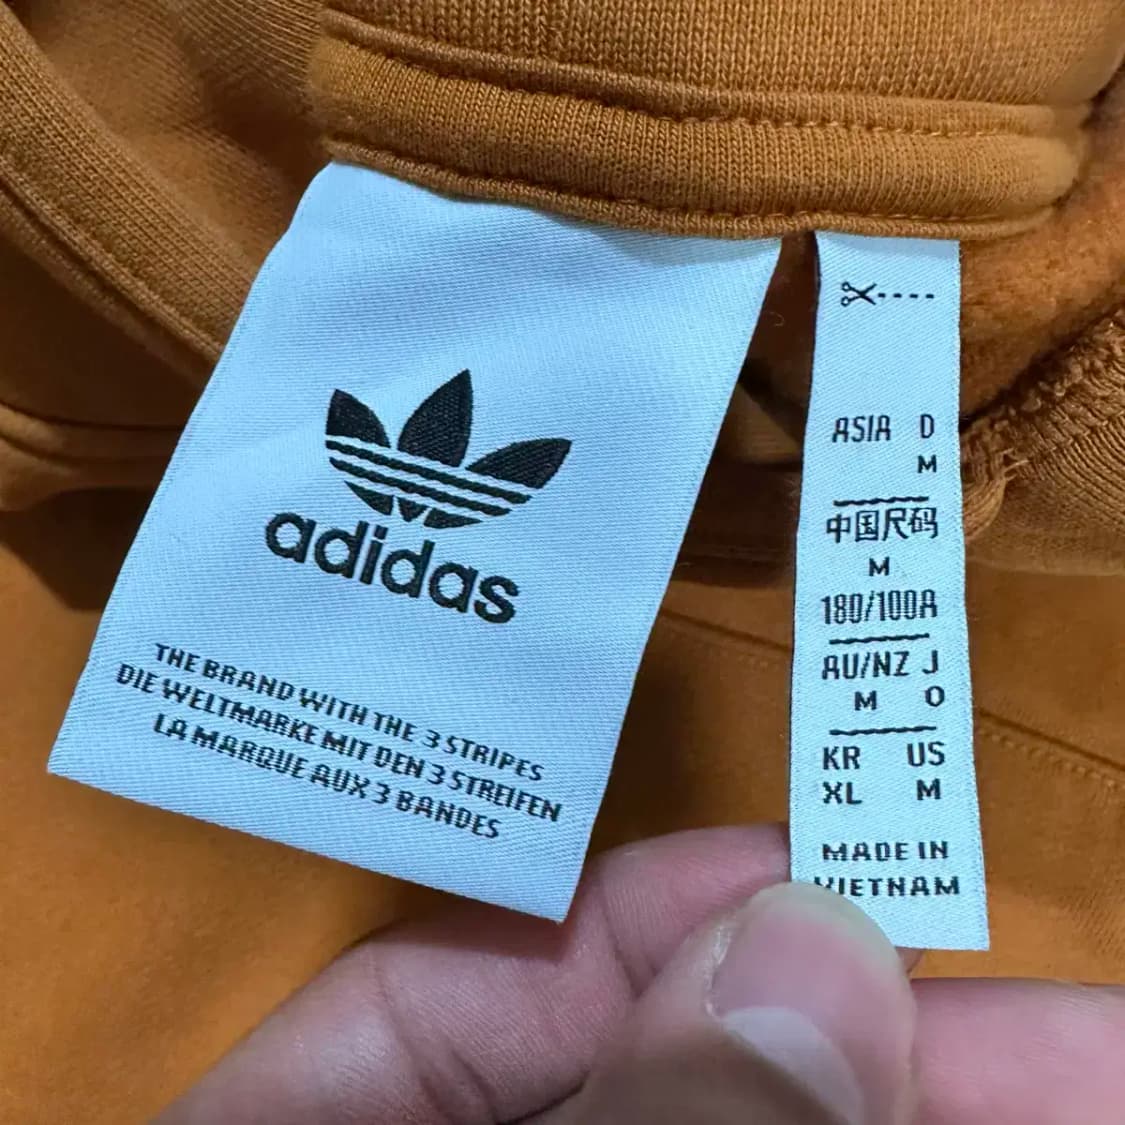 adidas
THE BRAND WITH THE 3 STRIPES
DIE WELTMARKE MIT DEN 3 STREIFEN
LA MARQUE AUX 3 BANDES
ASIA D
M
中国尺码
M
180/100A
AU/NZ J
M O
KR US
XL M
MADE IN
VIETNAM